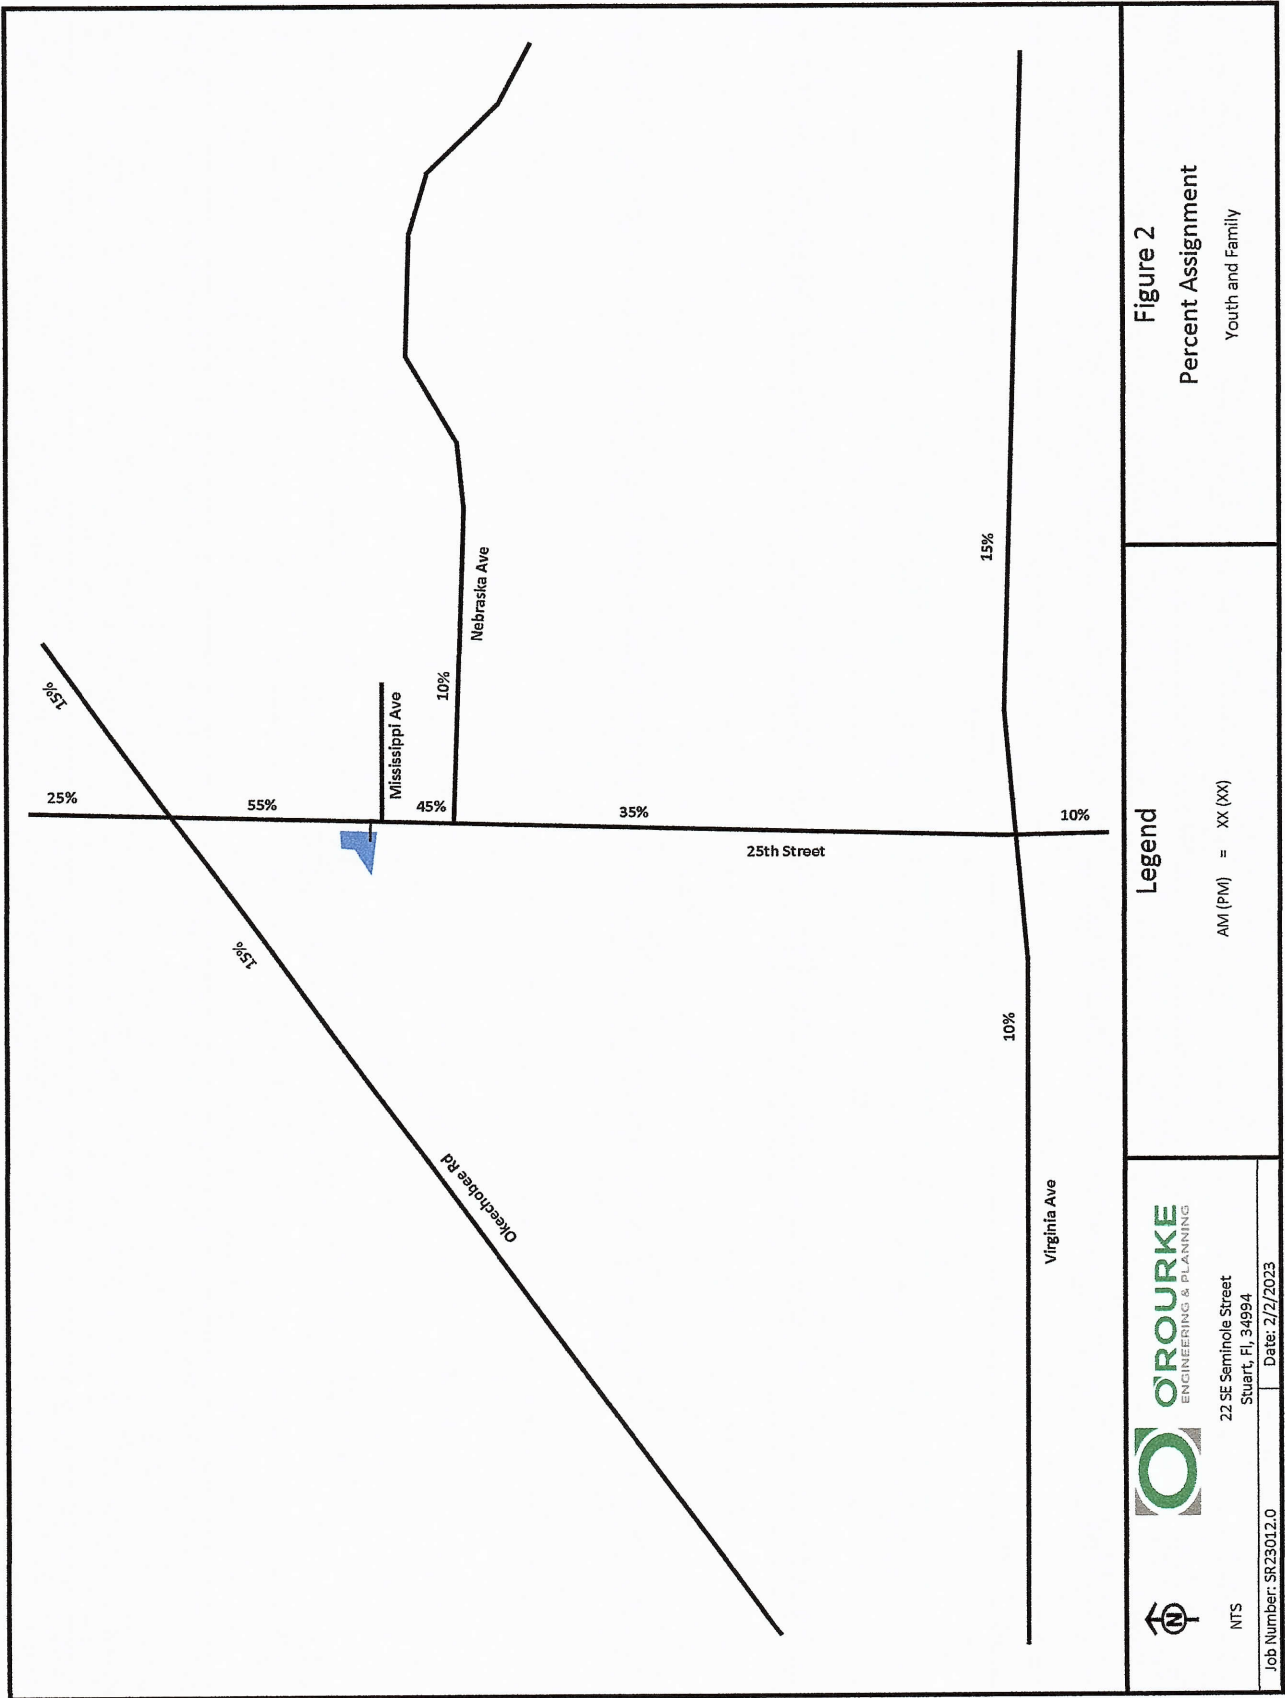 25%
15%
55%
15%
Mississippi Ave
45%
10%
Nebraska Ave
35%
25th Street
Okeechobee Rd
15%
10%
10%
Virginia Ave
N
NTS
O'ROURKE
ENGINEERING & PLANNING
22 SE Seminole Street
Stuart, Fl, 34994
Job Number: SR23012.0
Date: 2/2/2023
Legend
AM (PM) = XX (XX)
Figure 2
Percent Assignment
Youth and Family